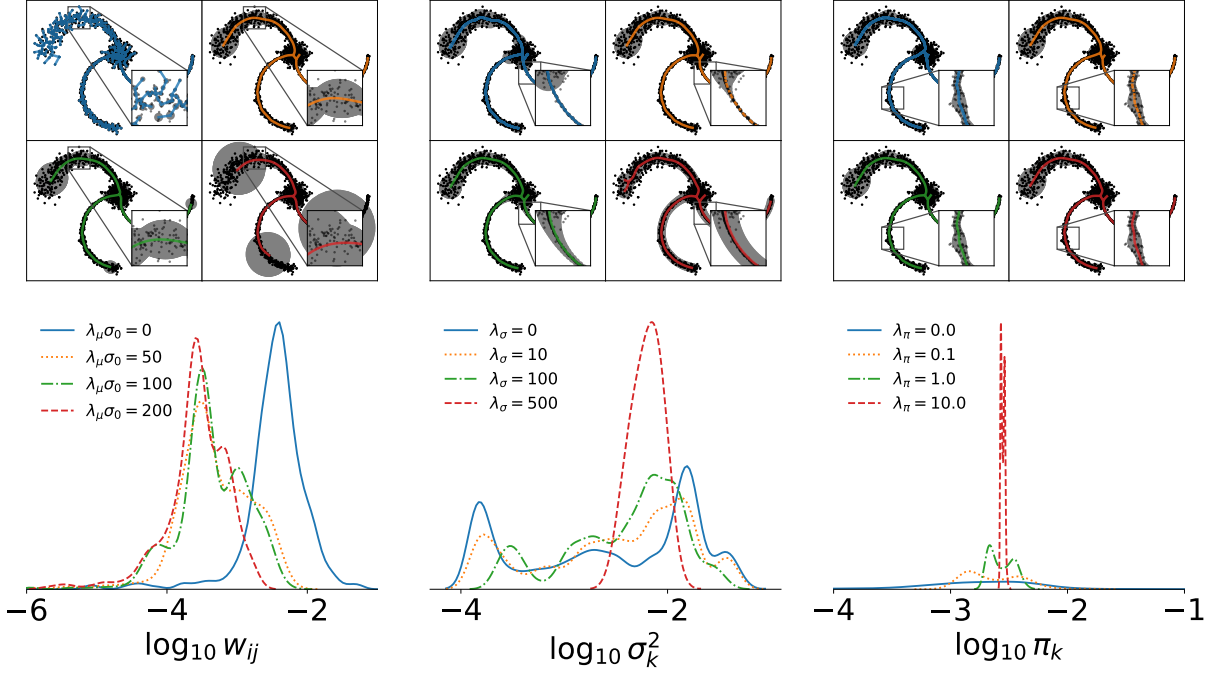 λ_μσ_0 = 0
λ_μσ_0 = 50
λ_μσ_0 = 100
λ_μσ_0 = 200
−6 −4 −2
log_10 w_ij
λ_σ = 0
λ_σ = 10
λ_σ = 100
λ_σ = 500
−4 −2
log_10 σ_k^2
λ_π = 0.0
λ_π = 0.1
λ_π = 1.0
λ_π = 10.0
−4 −3 −2 −1
log_10 π_k